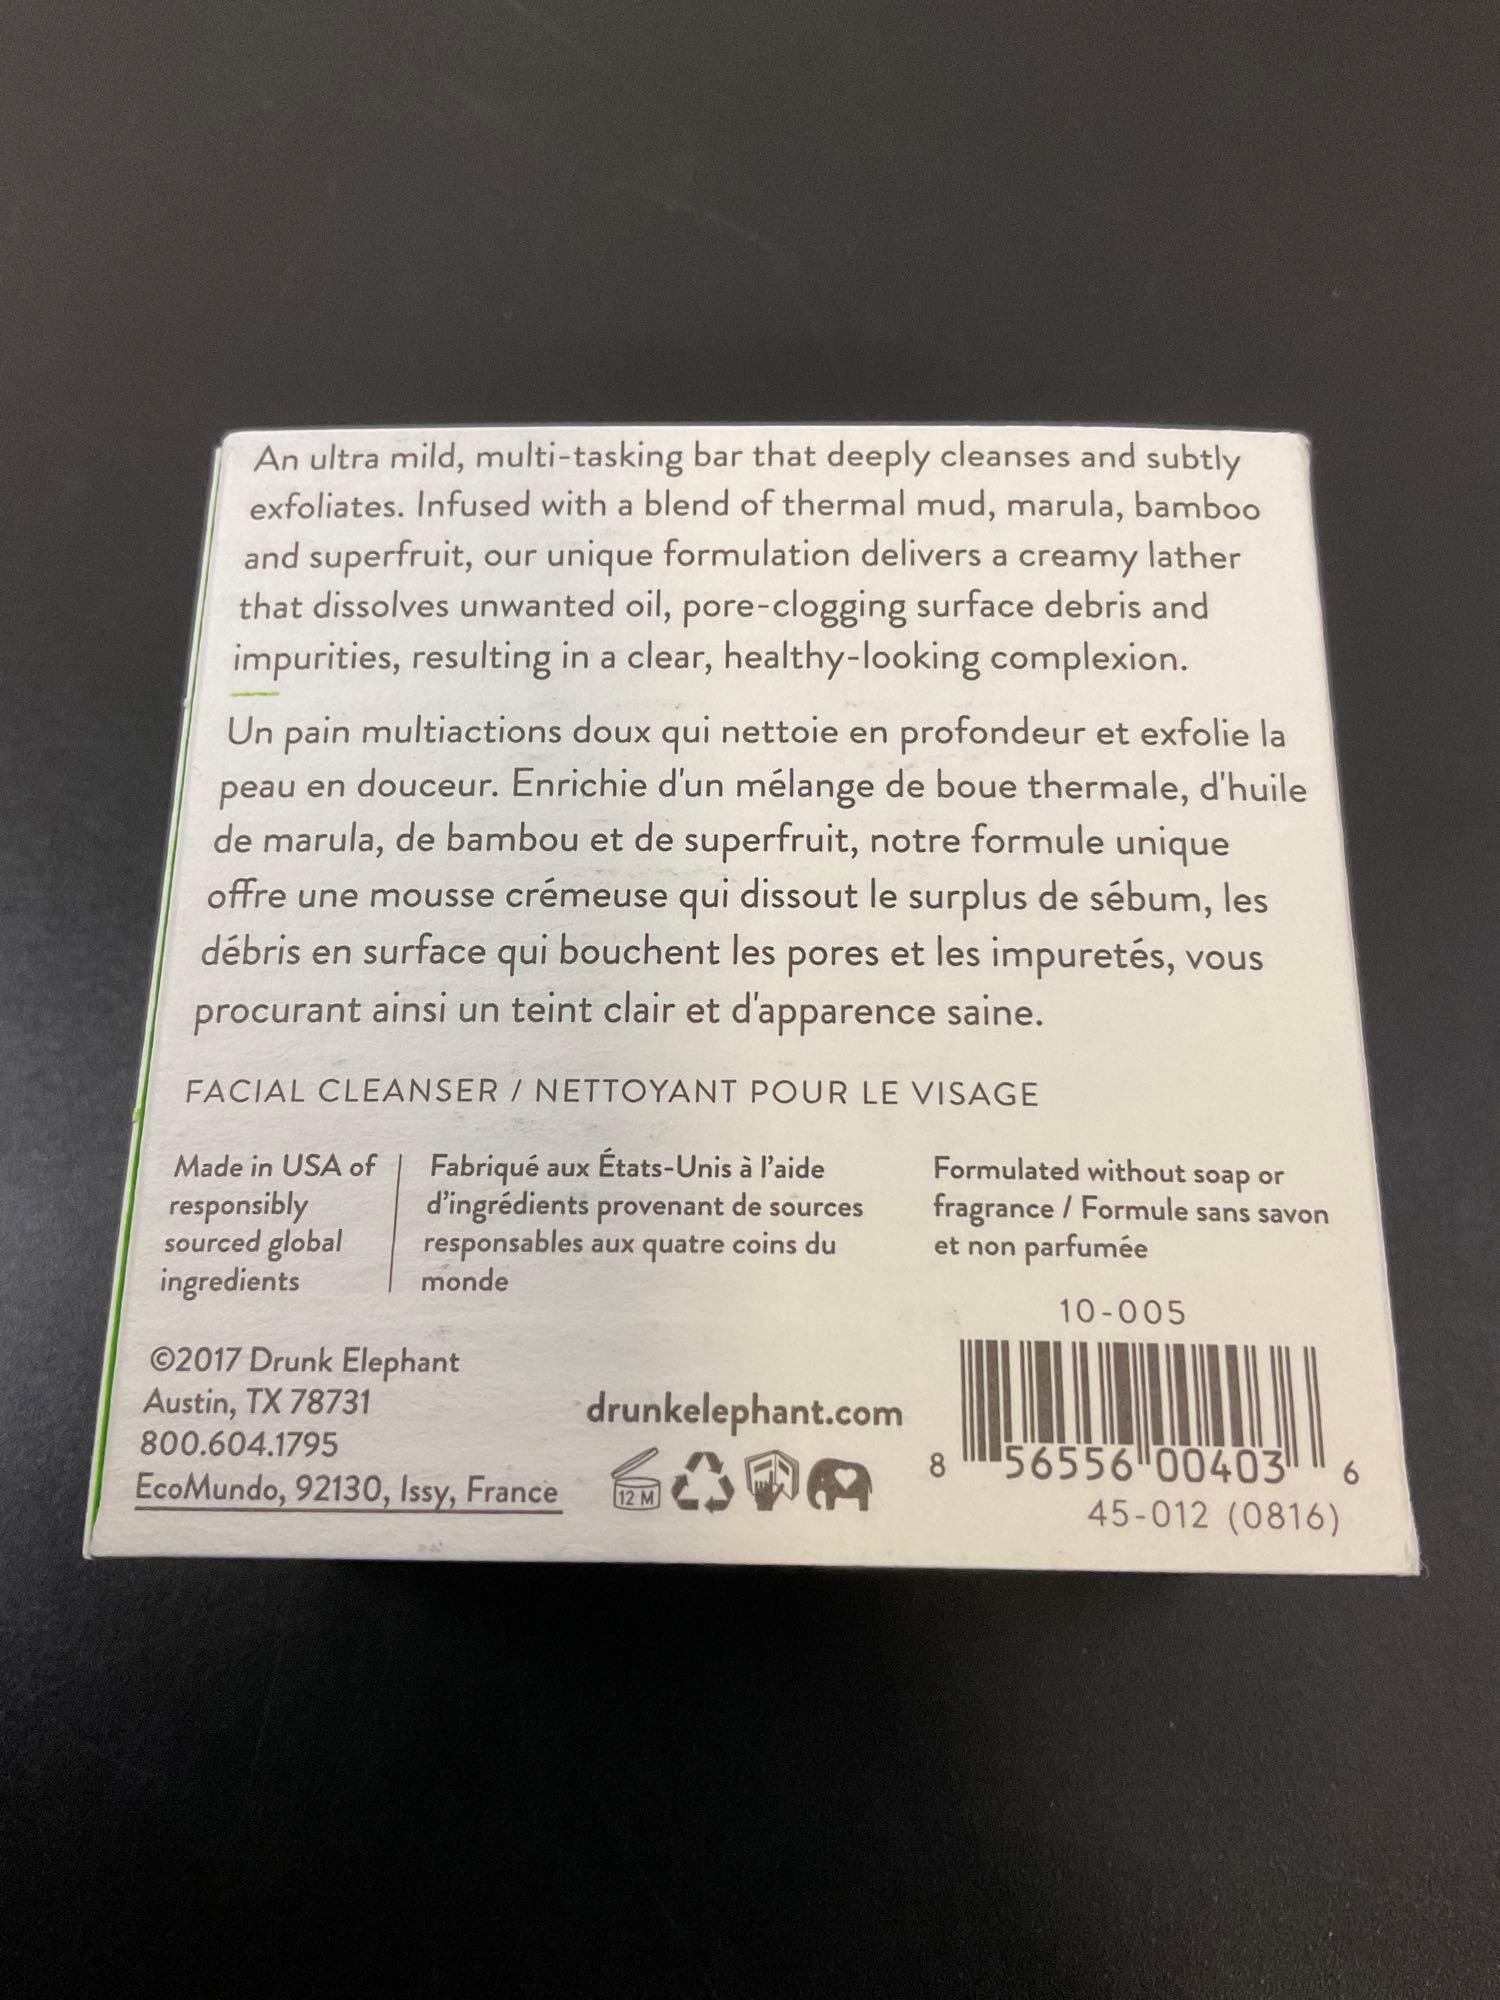 An ultra mild, multi-tasking bar that deeply cleanses and subtly
exfoliates. Infused with a blend of thermal mud, marula, bamboo
and superfruit, our unique formulation delivers a creamy lather
that dissolves unwanted oil, pore-clogging surface debris and
impurities, resulting in a clear, healthy-looking complexion.
Un pain multiactions doux qui nettoie en profondeur et exfolie la
peau en douceur. Enrichie d'un mélange de boue thermale, d'huile
de marula, de bambou et de superfruit, notre formule unique
offre une mousse crémeuse qui dissout le surplus de sébum, les
débris en surface qui bouchent les pores et les impuretés, vous
procurant ainsi un teint clair et d'apparence saine.
FACIAL CLEANSER / NETTOYANT POUR LE VISAGE
Made in USA of
responsibly
sourced global
ingredients
Fabriqué aux États-Unis à l’aide
d’ingrédients provenant de sources
responsables aux quatre coins du
monde
Formulated without soap or
fragrance / Formule sans savon
et non parfumée
©2017 Drunk Elephant
Austin, TX 78731
800.604.1795
EcoMundo, 92130, Issy, France
drunkelephant.com
12 M
10-005
8 56556 00403 6
45-012 (0816)